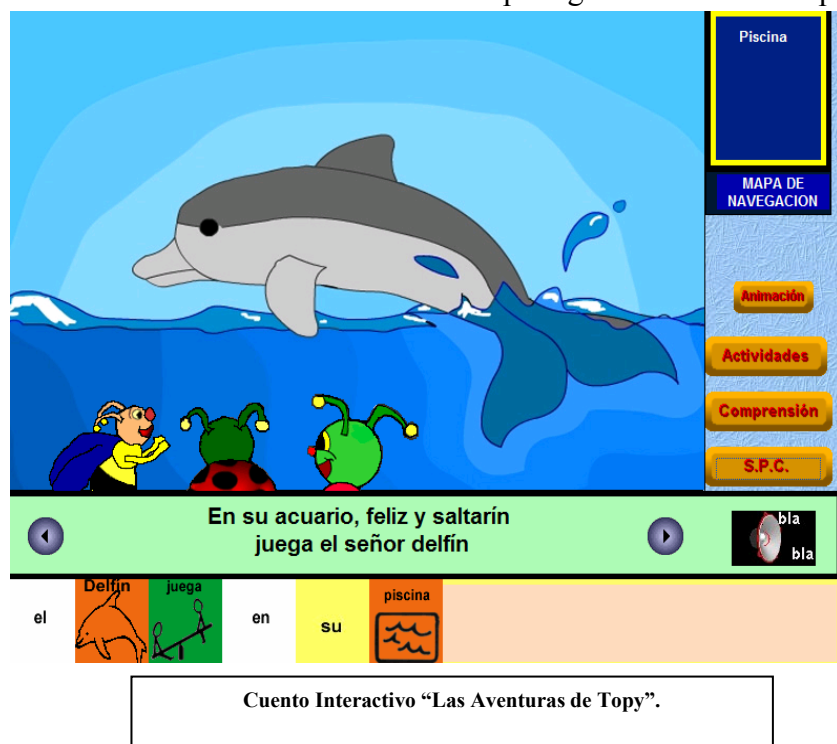 Piscina
MAPA DE
NAVEGACION
Animación
Actividades
Comprensión
S.P.C.
En su acuario, feliz y saltarín
juega el señor delfín
bla
bla
el Delfín juega en su piscina
Cuento Interactivo “Las Aventuras de Topy”.